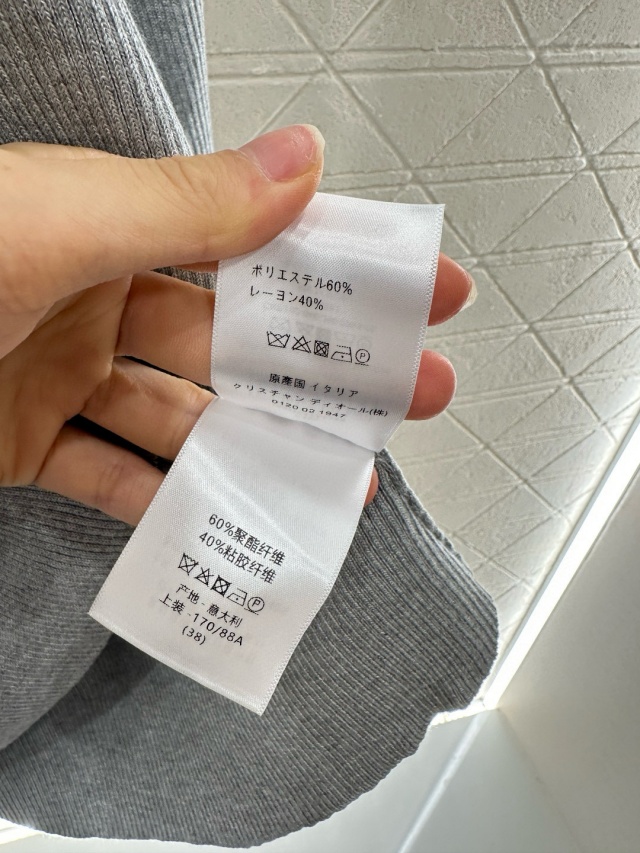 ポリエステル60%
レーヨン40%
P
原産国 イタリア
クリスチャン ディオール(株)
0120 02 1947
60%聚酯纤维
40%粘胶纤维
P
产地 - 意大利
上装 -170/88A
(38)